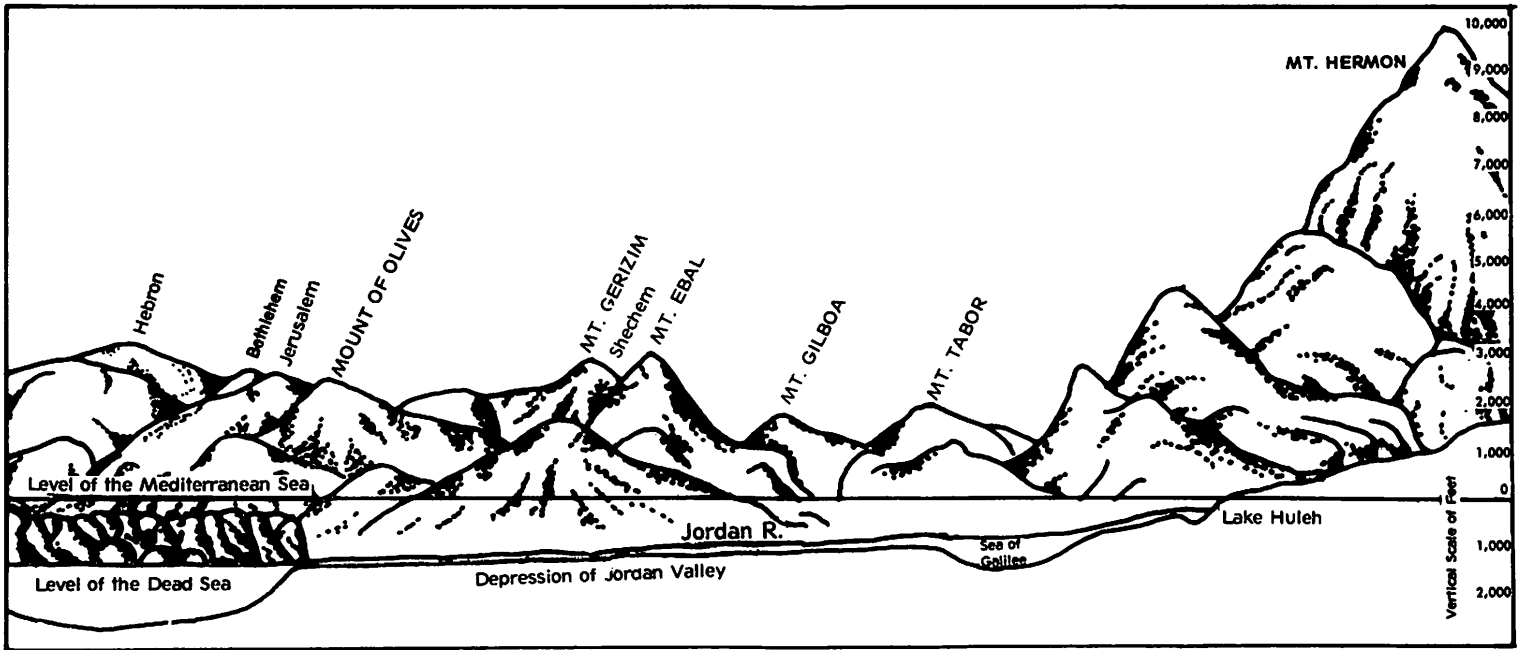 Hebron
Bethlehem
Jerusalem
MOUNT OF OLIVES
MT. GERIZIM
Shechem
MT. EBAL
MT. GILBOA
MT. TABOR
MT. HERMON
10,000
9,000
8,000
7,000
6,000
5,000
4,000
3,000
2,000
1,000
0
1,000
2,000
Vertical Scale of Feet
Level of the Mediterranean Sea
Jordan R.
Lake Huleh
Sea of
Galilee
Level of the Dead Sea
Depression of Jordan Valley